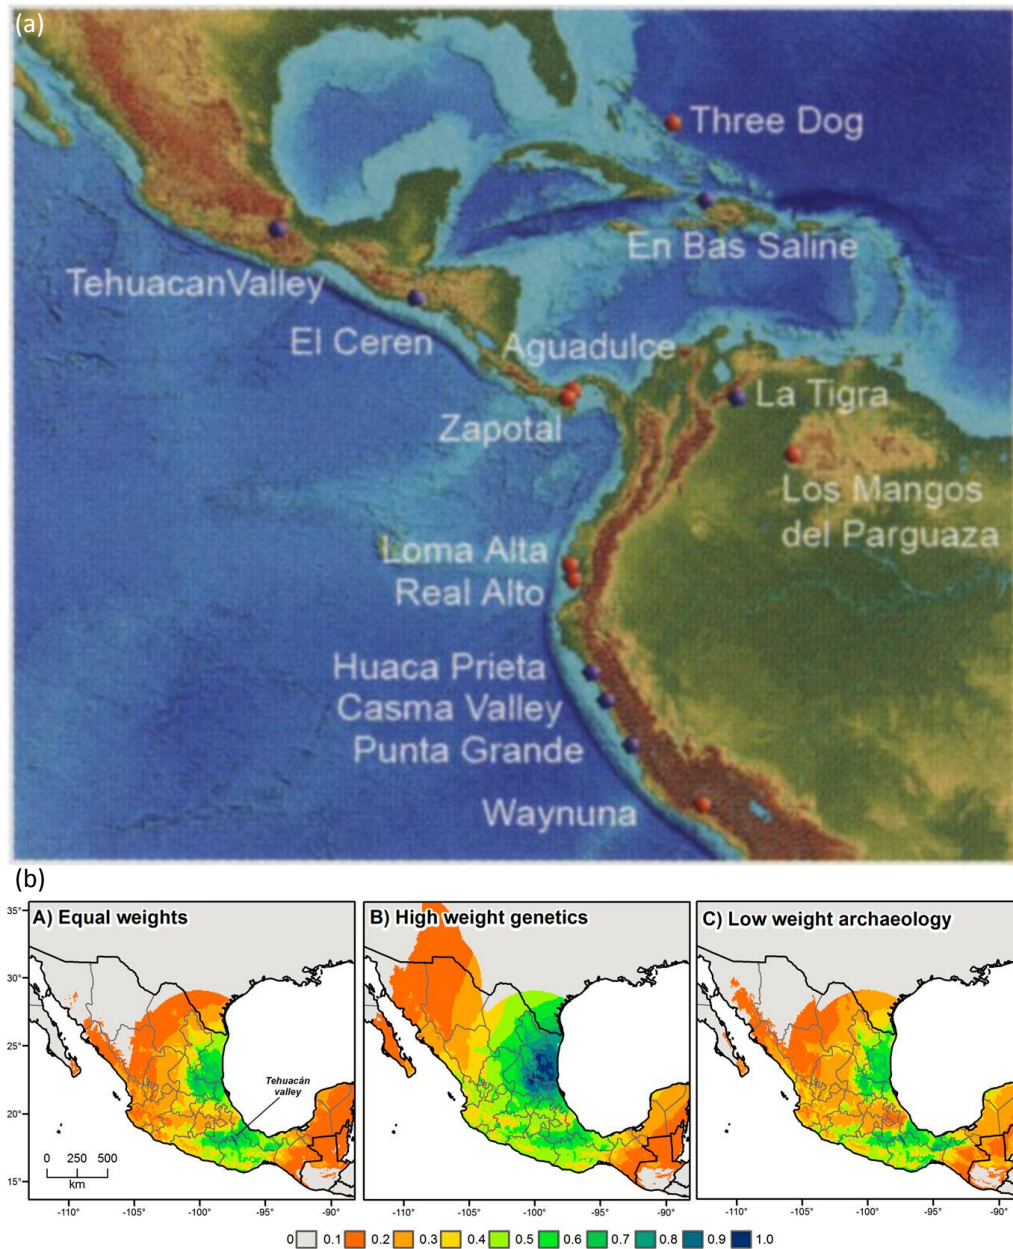 (a)
Three Dog
En Bas Saline
TehuacanValley
El Ceren
Aguadulce
La Tigra
Zapotal
Los Mangos
del Parguaza
Loma Alta
Real Alto
Huaca Prieta
Casma Valley
Punta Grande
Waynuna
(b)
A) Equal weights
B) High weight genetics
C) Low weight archaeology
35°
30°
25°
20°
15°
Tehuacán
valley
0 250 500
km
-110° -105° -100° -95° -90°
-110° -105° -100° -95° -90°
-110° -105° -100° -95° -90°
0 0.1 0.2 0.3 0.4 0.5 0.6 0.7 0.8 0.9 1.0